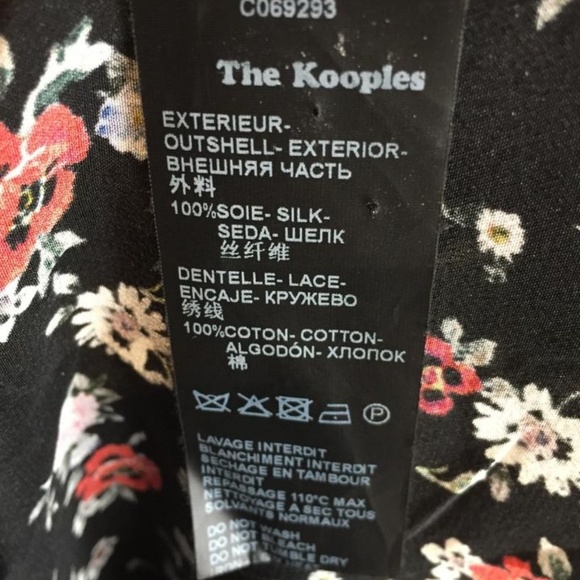 C069293
The Kooples
EXTERIEUR-
OUTSHELL- EXTERIOR-
ВНЕШНЯЯ ЧАСТЬ
外料
100%SOIE- SILK-
SEDA- ШЕЛК
丝纤维
DENTELLE- LACE-
ENCAJE- КРУЖЕВО
绣线
100%COTON- COTTON-
ALGODÓN- ХЛОПОК
棉
P
LAVAGE INTERDIT
BLANCHIMENT INTERDIT
SECHAGE EN TAMBOUR
INTERDIT
REPASSAGE 110°C MAX
NETTOYAGE A SEC TOUS
SOLVANTS NORMAUX
DO NOT WASH
DO NOT BLEACH
DO NOT TUMBLE DRY